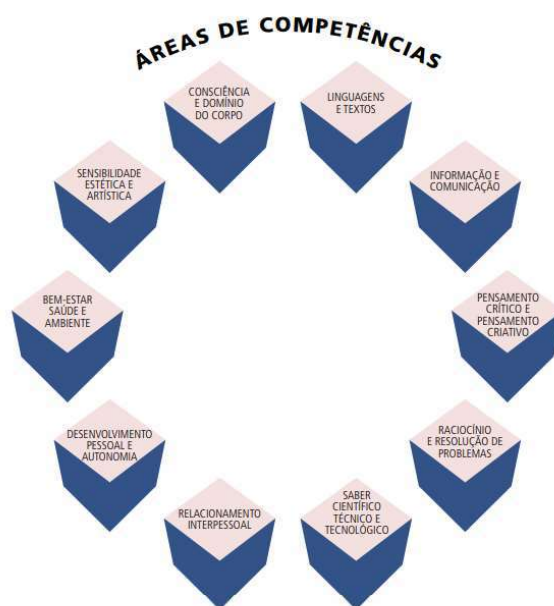 ÁREAS DE COMPETÊNCIAS
CONSCIÊNCIA
E DOMÍNIO
DO CORPO
LINGUAGENS
E TEXTOS
SENSIBILIDADE
ESTÉTICA E
ARTÍSTICA
INFORMAÇÃO E
COMUNICAÇÃO
BEM-ESTAR
SAÚDE E
AMBIENTE
PENSAMENTO
CRÍTICO E
PENSAMENTO
CRIATIVO
DESENVOLVIMENTO
PESSOAL E
AUTONOMIA
RACIOCÍNIO
E RESOLUÇÃO DE
PROBLEMAS
RELACIONAMENTO
INTERPESSOAL
SABER
CIENTÍFICO
TÉCNICO E
TECNOLÓGICO